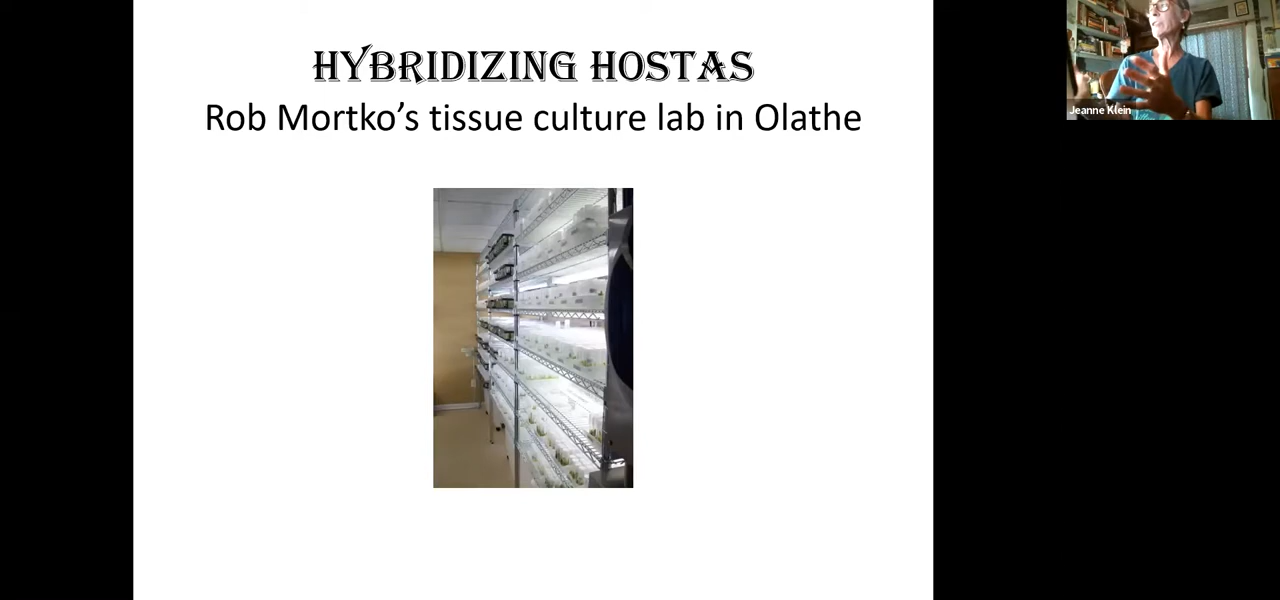 HYBRIDIZING HOSTAS
Rob Mortko's tissue culture lab in Olathe
Jeanne Klein